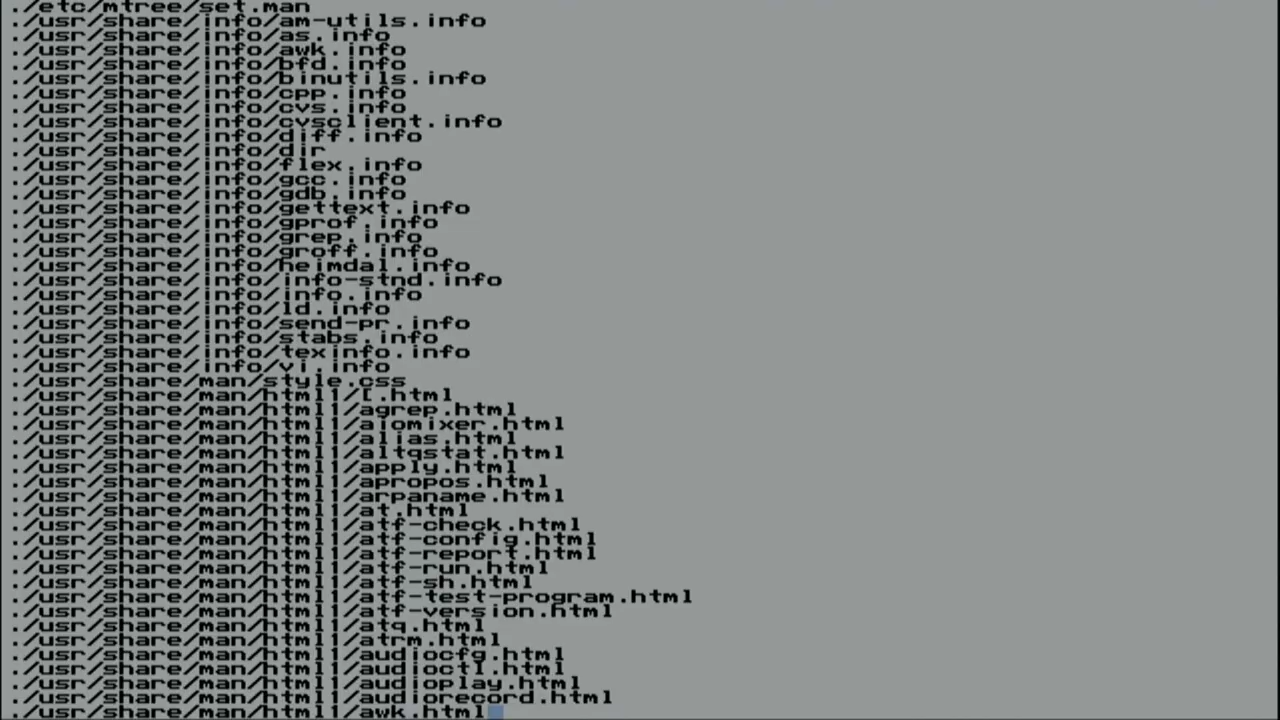 ./etc/mtree/set.man
./usr/share/info/am-utils.info
./usr/share/info/as.info
./usr/share/info/awk.info
./usr/share/info/bfd.info
./usr/share/info/binutils.info
./usr/share/info/cpp.info
./usr/share/info/cvs.info
./usr/share/info/cvsclient.info
./usr/share/info/diff.info
./usr/share/info/dir
./usr/share/info/flex.info
./usr/share/info/gcc.info
./usr/share/info/gdb.info
./usr/share/info/gettext.info
./usr/share/info/gprof.info
./usr/share/info/grep.info
./usr/share/info/groff.info
./usr/share/info/heimdal.info
./usr/share/info/info-stnd.info
./usr/share/info/info.info
./usr/share/info/ld.info
./usr/share/info/send-pr.info
./usr/share/info/stabs.info
./usr/share/info/texinfo.info
./usr/share/info/vi.info
./usr/share/man/style.css
./usr/share/man/html1/[.html
./usr/share/man/html1/agrep.html
./usr/share/man/html1/aiomixer.html
./usr/share/man/html1/alias.html
./usr/share/man/html1/altqstat.html
./usr/share/man/html1/apply.html
./usr/share/man/html1/apropos.html
./usr/share/man/html1/arpaname.html
./usr/share/man/html1/at.html
./usr/share/man/html1/atf-check.html
./usr/share/man/html1/atf-config.html
./usr/share/man/html1/atf-report.html
./usr/share/man/html1/atf-run.html
./usr/share/man/html1/atf-sh.html
./usr/share/man/html1/atf-test-program.html
./usr/share/man/html1/atf-version.html
./usr/share/man/html1/atq.html
./usr/share/man/html1/atrm.html
./usr/share/man/html1/audiocfg.html
./usr/share/man/html1/audioctl.html
./usr/share/man/html1/audioplay.html
./usr/share/man/html1/audiorecord.html
./usr/share/man/html1/awk.html